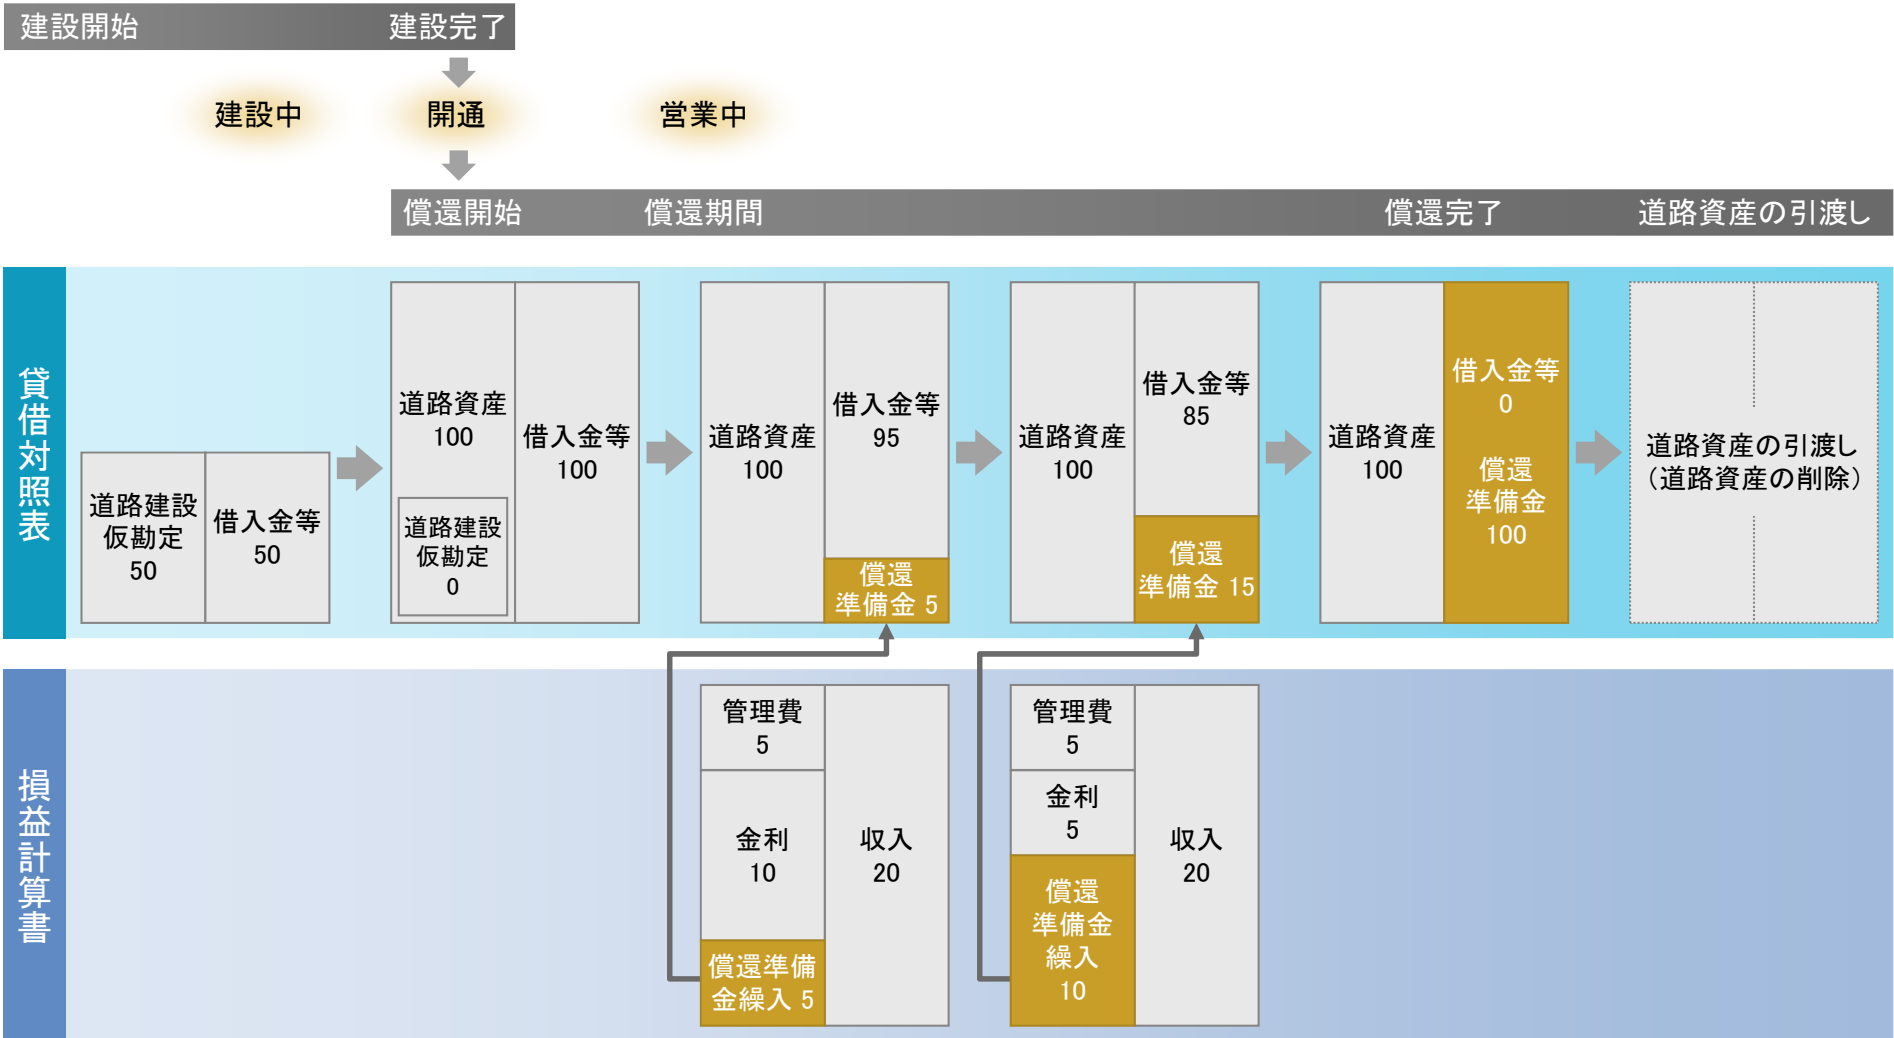 建設開始
建設完了
建設中
開通
営業中
償還開始
償還期間
償還完了
道路資産の引渡し
貸借対照表
道路建設
仮勘定
50
借入金等
50
道路資産
100
道路建設
仮勘定
0
借入金等
100
道路資産
100
借入金等
95
償還
準備金 5
道路資産
100
借入金等
85
償還
準備金 15
道路資産
100
借入金等
0
償還
準備金
100
道路資産の引渡し
（道路資産の削除）
損益計算書
管理費
5
金利
10
償還準備
金繰入 5
収入
20
管理費
5
金利
5
償還
準備金
繰入
10
収入
20